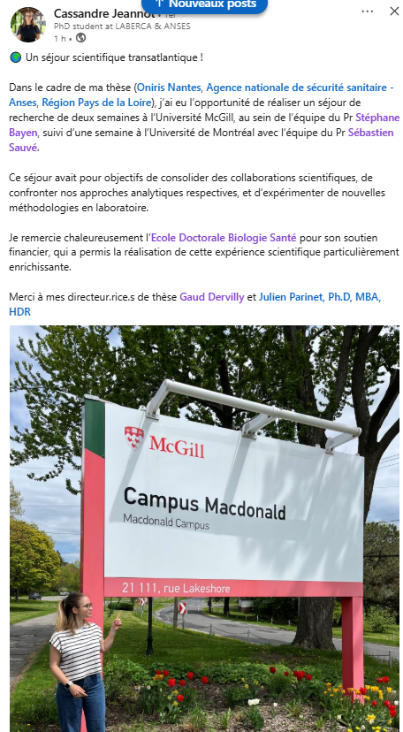 ↑ Nouveaux posts
Cassandre Jeannot • 1er
PhD student at LABERCA & ANSES
1 h •
Un séjour scientifique transatlantique !
Dans le cadre de ma thèse (Oniris Nantes, Agence nationale de sécurité sanitaire -
Anses, Région Pays de la Loire), j'ai eu l'opportunité de réaliser un séjour de
recherche de deux semaines à l'Université McGill, au sein de l'équipe du Pr Stéphane
Bayen, suivi d'une semaine à l'Université de Montréal avec l'équipe du Pr Sébastien
Sauvé.
Ce séjour avait pour objectifs de consolider des collaborations scientifiques, de
confronter nos approches analytiques respectives, et d'expérimenter de nouvelles
méthodologies en laboratoire.
Je remercie chaleureusement l'Ecole Doctorale Biologie Santé pour son soutien
financier, qui a permis la réalisation de cette expérience scientifique particulièrement
enrichissante.
Merci à mes directeur.rice.s de thèse Gaud Dervilly et Julien Parinet, Ph.D, MBA,
HDR
McGill
Campus Macdonald
Macdonald Campus
21 111, rue Lakeshore